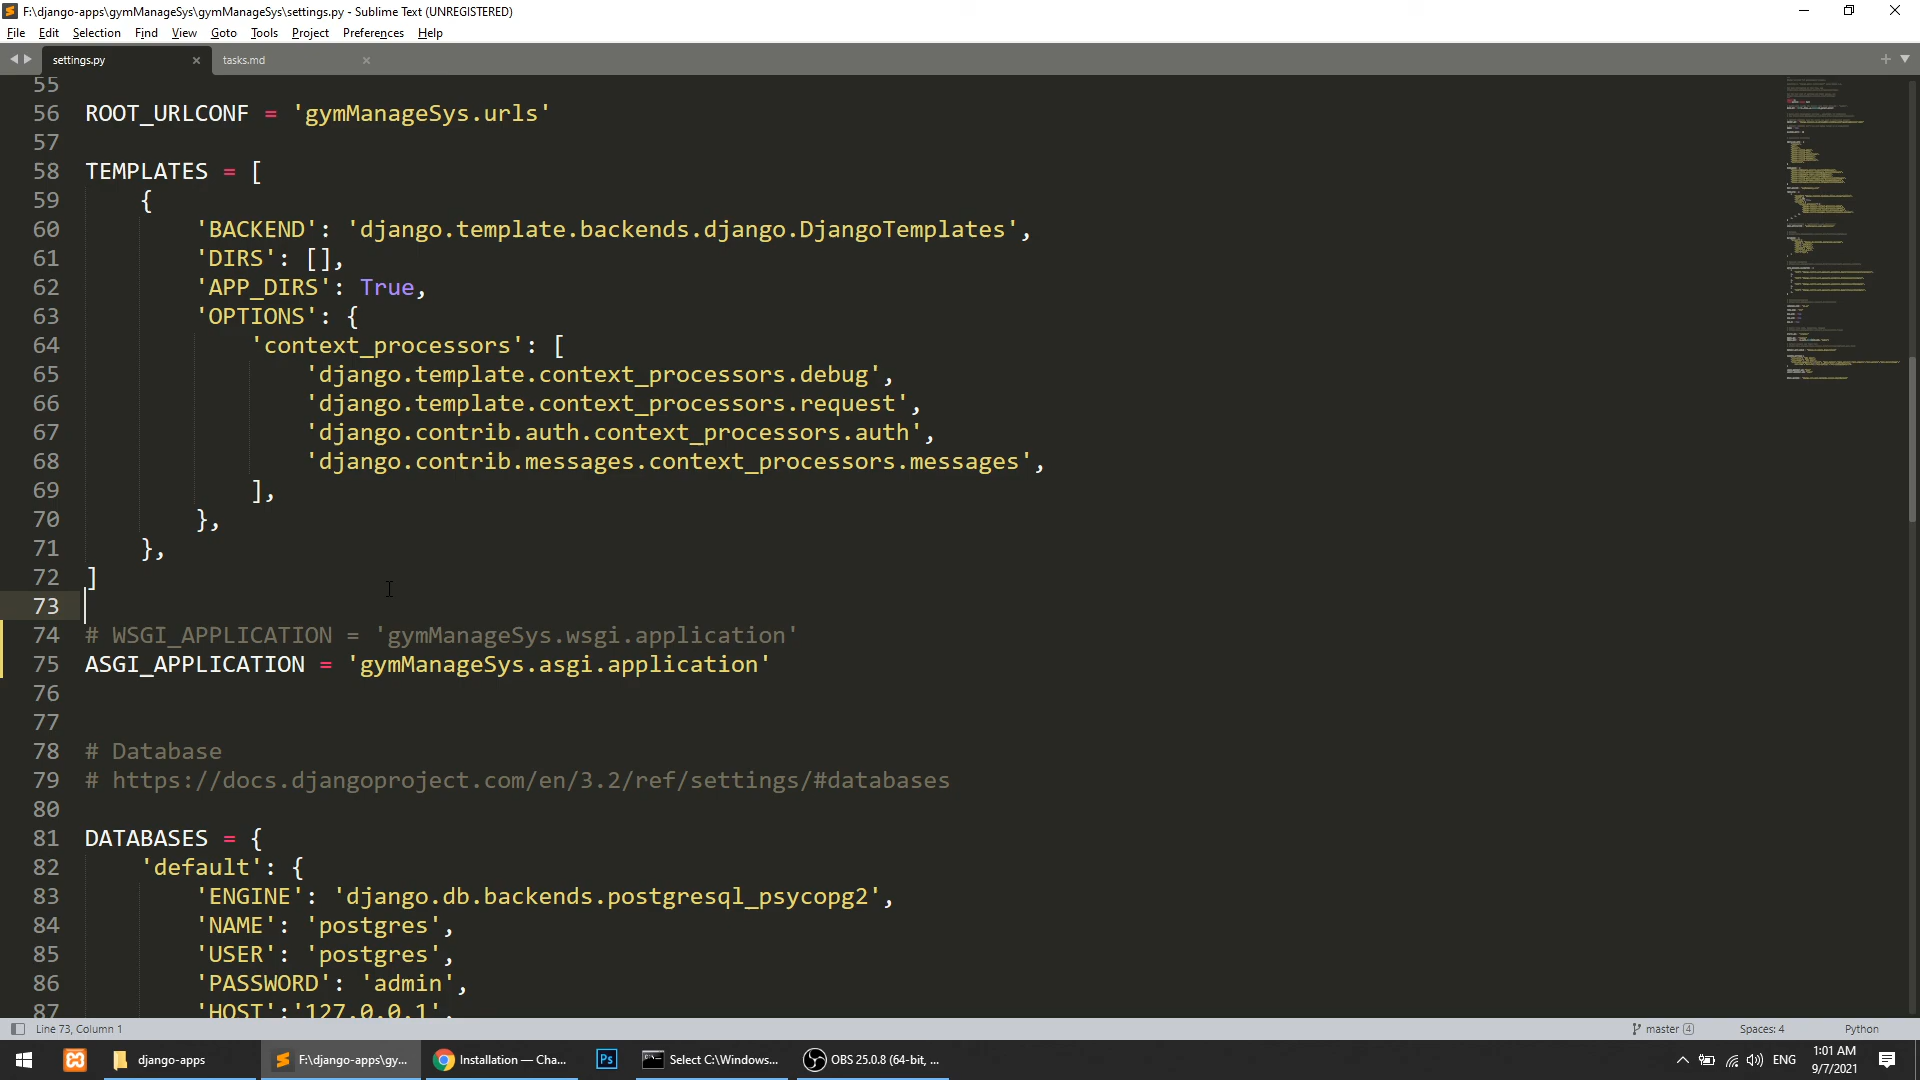 F:\django-apps\gymManageSys\gymManageSys\settings.py - Sublime Text (UNREGISTERED)
File Edit Selection Find View Goto Tools Project Preferences Help
settings.py tasks.md
55
56 ROOT_URLCONF = 'gymManageSys.urls'
57
58 TEMPLATES = [
59 {
60 'BACKEND': 'django.template.backends.django.DjangoTemplates',
61 'DIRS': [],
62 'APP_DIRS': True,
63 'OPTIONS': {
64 'context_processors': [
65 'django.template.context_processors.debug',
66 'django.template.context_processors.request',
67 'django.contrib.auth.context_processors.auth',
68 'django.contrib.messages.context_processors.messages',
69 ],
70 },
71 },
72 ]
73
74 # WSGI_APPLICATION = 'gymManageSys.wsgi.application'
75 ASGI_APPLICATION = 'gymManageSys.asgi.application'
76
77
78 # Database
79 # https://docs.djangoproject.com/en/3.2/ref/settings/#databases
80
81 DATABASES = {
82 'default': {
83 'ENGINE': 'django.db.backends.postgresql_psycopg2',
84 'NAME': 'postgres',
85 'USER': 'postgres',
86 'PASSWORD': 'admin',
87 'HOST':'127.0.0.1',
Line 73, Column 1 master 4 Spaces: 4 Python
django-apps F:\django-apps\gy... Installation — Cha... Ps Select C:\Windows... OBS 25.0.8 (64-bit, ... ENG 1:01 AM
9/7/2021